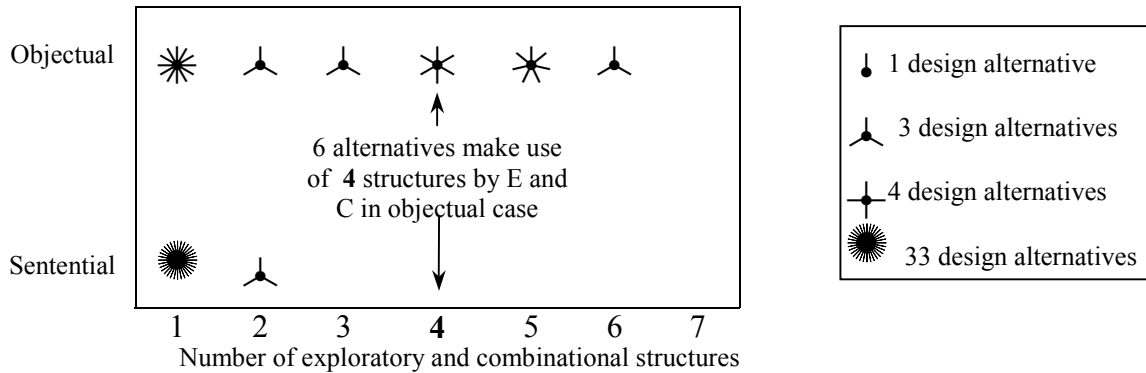 Objectual
6 alternatives make use
of 4 structures by E and
C in objectual case
Sentential
1 2 3 4 5 6 7
Number of exploratory and combinational structures
1 design alternative
3 design alternatives
4 design alternatives
33 design alternatives